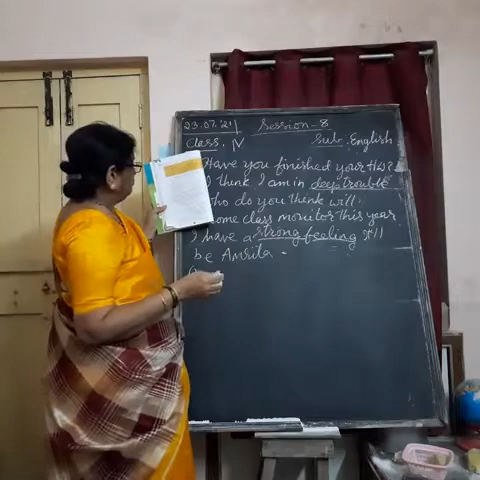 23.07.21 Session-8
Class. IV Sub: English
Have you finished your H.W?
I think I am in deep trouble
Who do you think will
come class monitor this year
I have a strong feeling it'll
be Amrita.